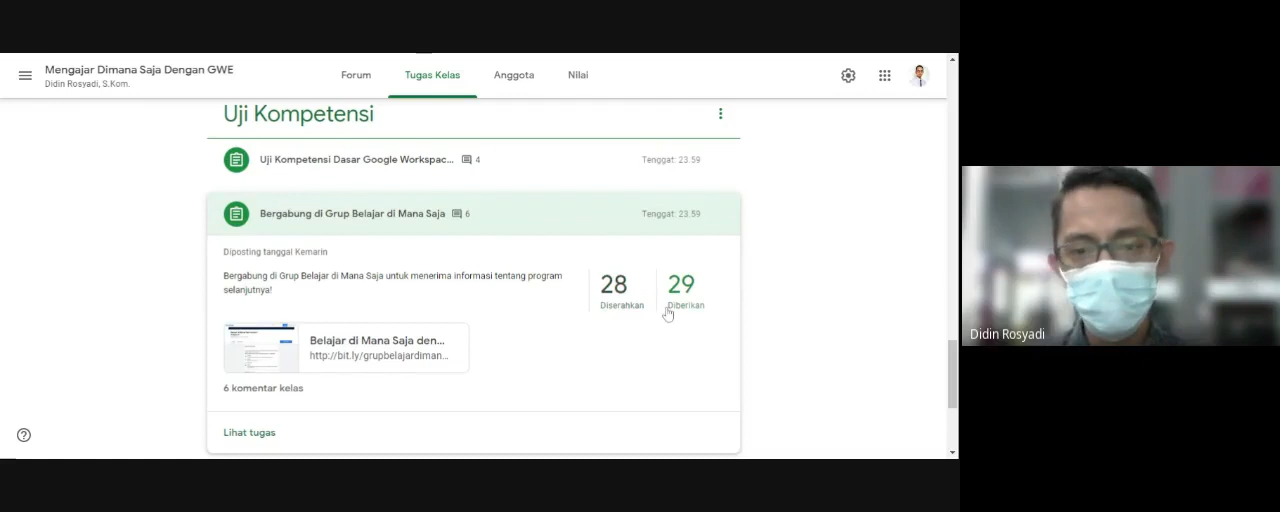 Mengajar Dimana Saja Dengan GWE
Didin Rosyadi, S.Kom.
Forum
Tugas Kelas
Anggota
Nilai
Uji Kompetensi
Uji Kompetensi Dasar Google Workspac... 4
Tenggat: 23.59
Bergabung di Grup Belajar di Mana Saja 6
Tenggat: 23.59
Diposting tanggal Kemarin
Bergabung di Grup Belajar di Mana Saja untuk menerima informasi tentang program
selanjutnya!
28
Diserahkan
29
Diberikan
Belajar di Mana Saja den...
http://bit.ly/grupbelajardiman...
6 komentar kelas
Lihat tugas
Didin Rosyadi